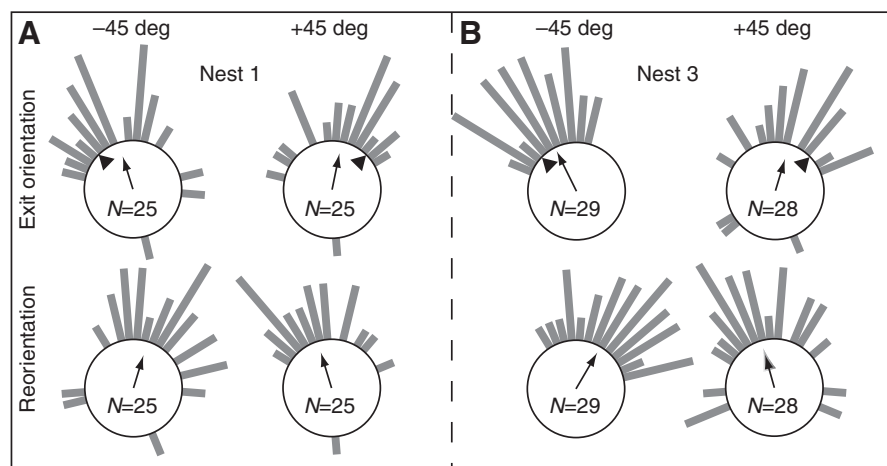 A
–45 deg
+45 deg
B
–45 deg
+45 deg
Nest 1
Nest 3
Exit orientation
N=25
N=25
N=29
N=28
Reorientation
N=25
N=25
N=29
N=28